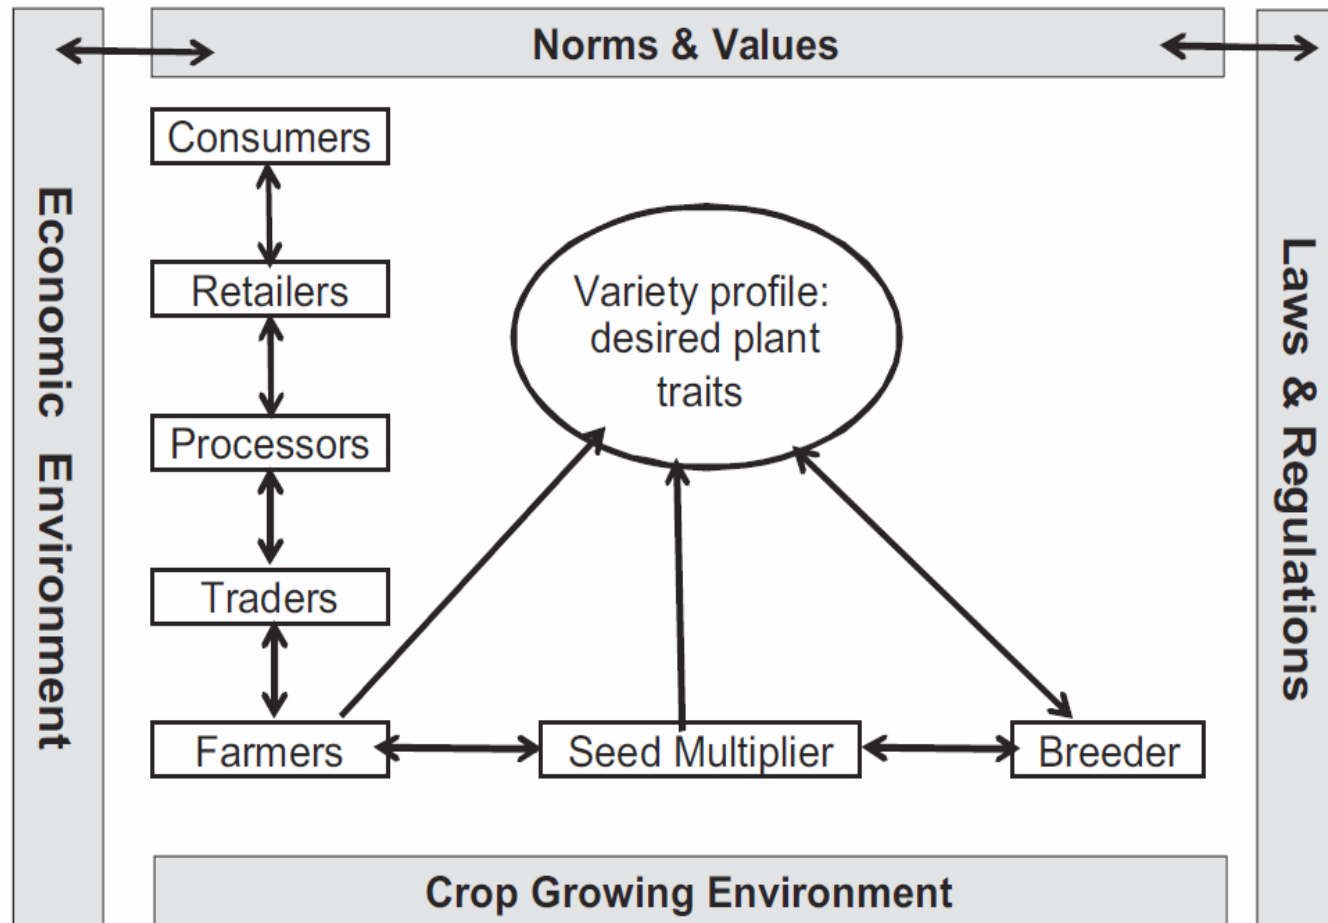 Norms & Values
Economic Environment
Laws & Regulations
Consumers
Retailers
Variety profile:
desired plant
traits
Processors
Traders
Farmers
Seed Multiplier
Breeder
Crop Growing Environment